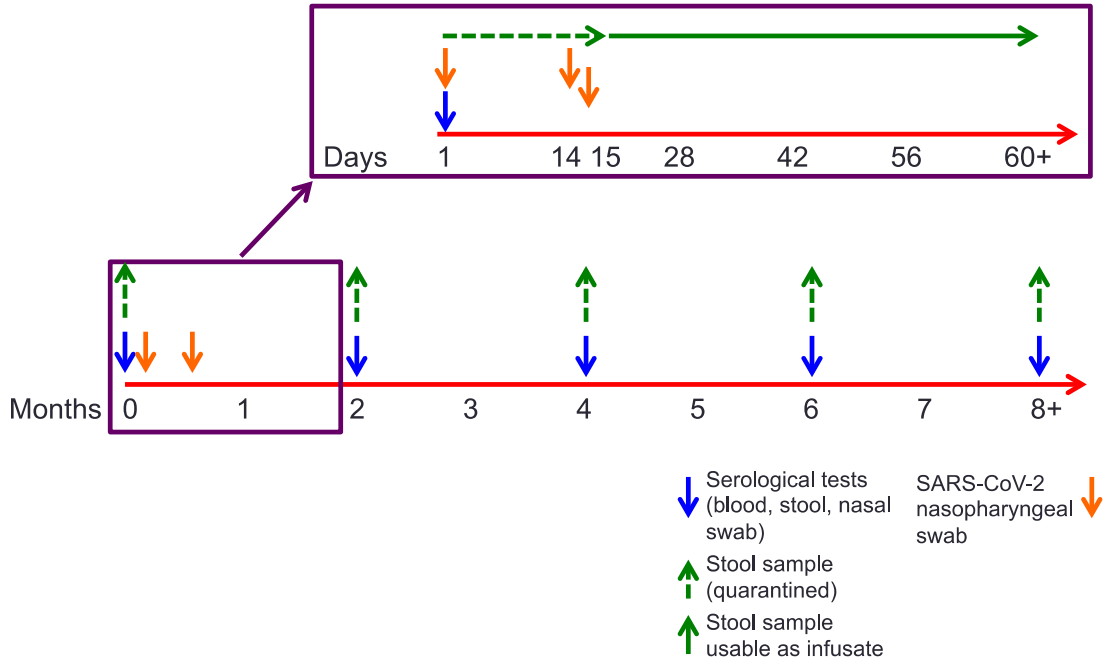 Days 1 14 15 28 42 56 60+
Months 0 1 2 3 4 5 6 7 8+
Serological tests
(blood, stool, nasal
swab)
SARS-CoV-2
nasopharyngeal
swab
Stool sample
(quarantined)
Stool sample
usable as infusate